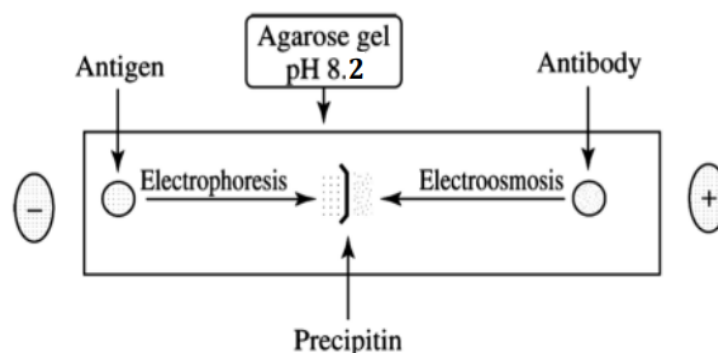 Agarose gel
pH 8.2
Antigen
Antibody
Electrophoresis
Electroosmosis
−
+
Precipitin